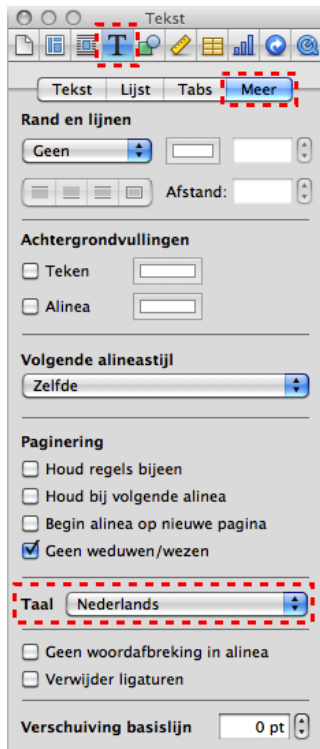 Tekst
T
Tekst Lijst Tabs Meer
Rand en lijnen
Geen
Afstand:
Achtergrondvullingen
Teken
Alinea
Volgende alineastijl
Zelfde
Paginering
Houd regels bijeen
Houd bij volgende alinea
Begin alinea op nieuwe pagina
Geen weduwen/wezen
Taal Nederlands
Geen woordafbreking in alinea
Verwijder ligaturen
Verschuiving basislijn 0 pt